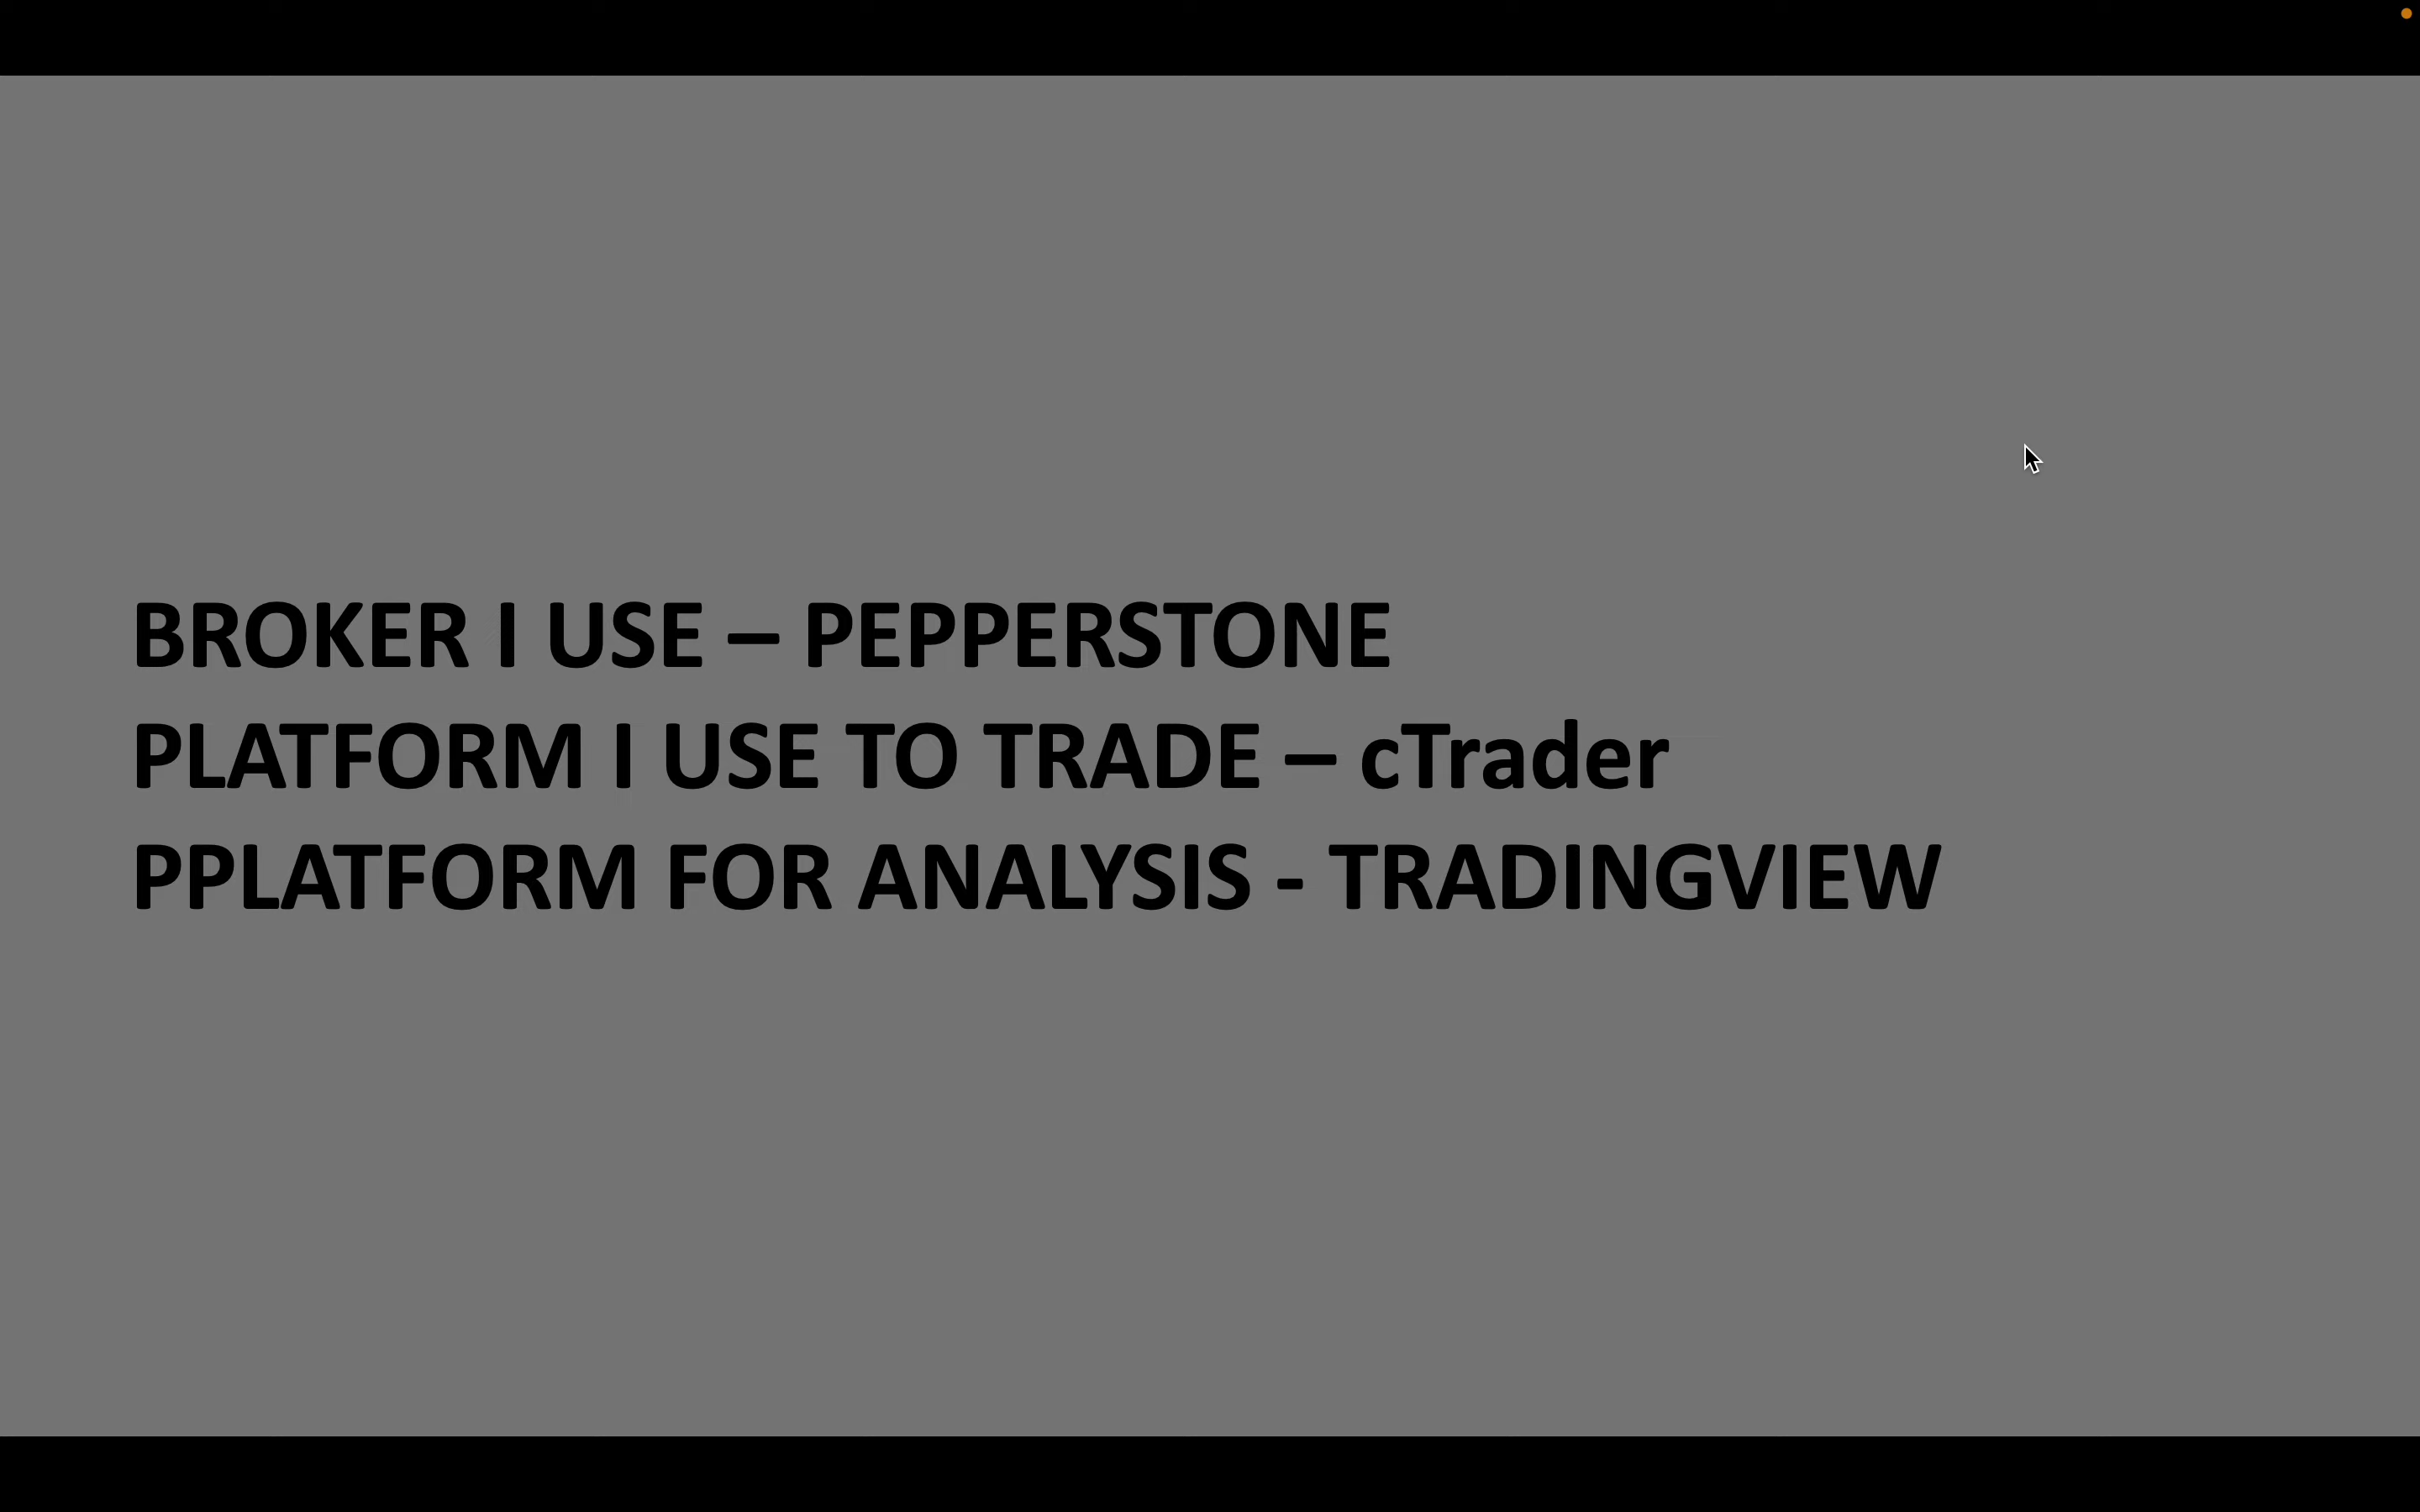 BROKER I USE – PEPPERSTONE
PLATFORM I USE TO TRADE – cTrader
PPLATFORM FOR ANALYSIS - TRADINGVIEW